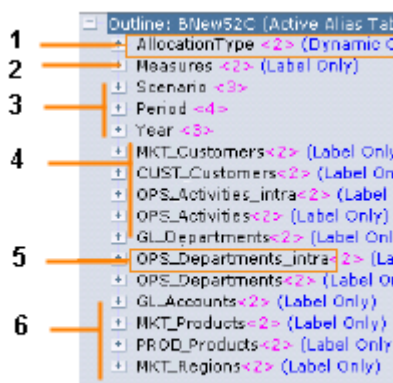 Outline: BNew52C (Active Alias Tab
1 AllocationType <2> (Dynamic C
2 Measures <2> (Label Only)
3 Scenario <3>
Period <4>
Year <3>
4 MKT_Customers<2> (Label Only
CUST_Customers<2> (Label On
OPS_Activities_intra<2> (Label
OPS_Activities<2> (Label Only)
GL_Departments<2> (Label Onl
5 OPS_Departments_intra<2> (La
OPS_Departments<2> (Label O
6 GL_Accounts<2> (Label Only)
MKT_Products<2> (Label Only)
PROD_Products<2> (Label Only
MKT_Regions<2> (Label Only)